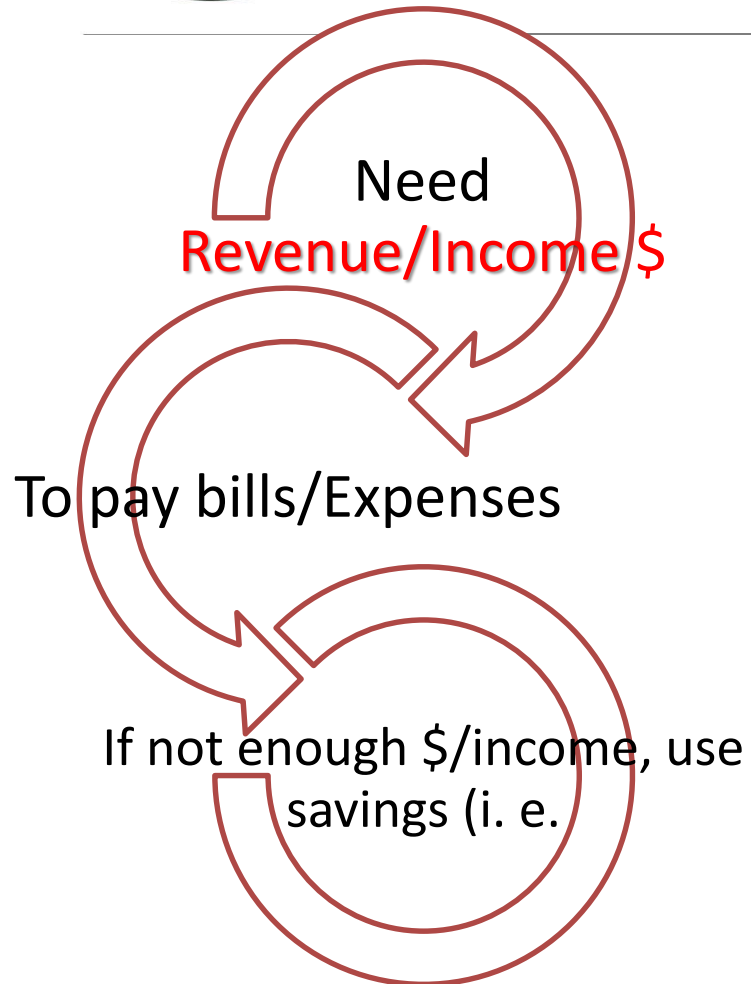 Need
Revenue/Income $
To pay bills/Expenses
If not enough $/income, use
savings (i. e.